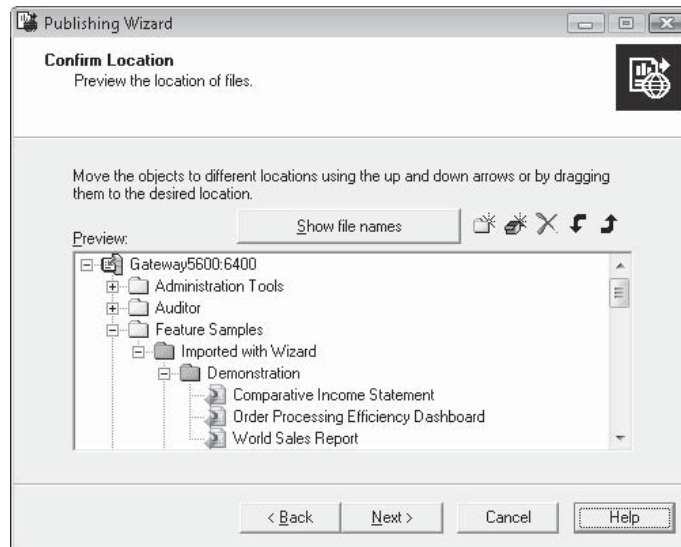 Publishing Wizard
Confirm Location
Preview the location of files.
Move the objects to different locations using the up and down arrows or by dragging
them to the desired location.
Show file names
Preview:
Gateway5600:6400
Administration Tools
Auditor
Feature Samples
Imported with Wizard
Demonstration
Comparative Income Statement
Order Processing Efficiency Dashboard
World Sales Report
< Back
Next >
Cancel
Help